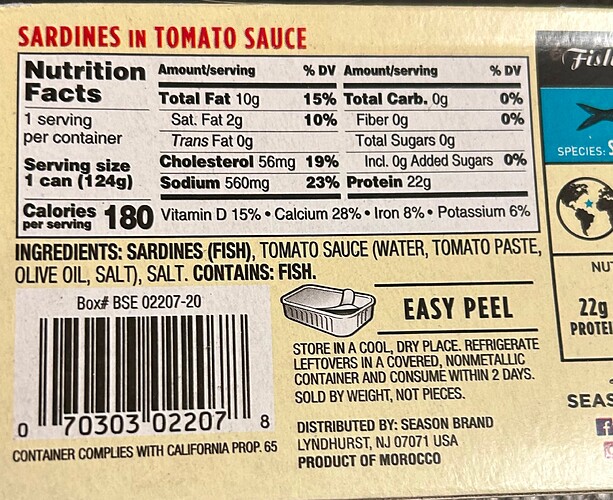 SARDINES IN TOMATO SAUCE
Nutrition Facts
1 serving per container
Serving size 1 can (124g)
Calories per serving 180
Amount/serving % DV
Total Fat 10g 15%
Sat. Fat 2g 10%
Trans Fat 0g
Cholesterol 56mg 19%
Sodium 560mg 23%
Amount/serving % DV
Total Carb. 0g 0%
Fiber 0g 0%
Total Sugars 0g
Incl. 0g Added Sugars 0%
Protein 22g
Vitamin D 15% • Calcium 28% • Iron 8% • Potassium 6%
INGREDIENTS: SARDINES (FISH), TOMATO SAUCE (WATER, TOMATO PASTE,
OLIVE OIL, SALT), SALT. CONTAINS: FISH.
Box# BSE 02207-20
0 70303 02207 8
CONTAINER COMPLIES WITH CALIFORNIA PROP. 65
EASY PEEL
STORE IN A COOL, DRY PLACE. REFRIGERATE
LEFTOVERS IN A COVERED, NONMETALLIC
CONTAINER AND CONSUME WITHIN 2 DAYS.
SOLD BY WEIGHT, NOT PIECES.
DISTRIBUTED BY: SEASON BRAND
LYNDHURST, NJ 07071 USA
PRODUCT OF MOROCCO
SPECIES:
22g
SEAS